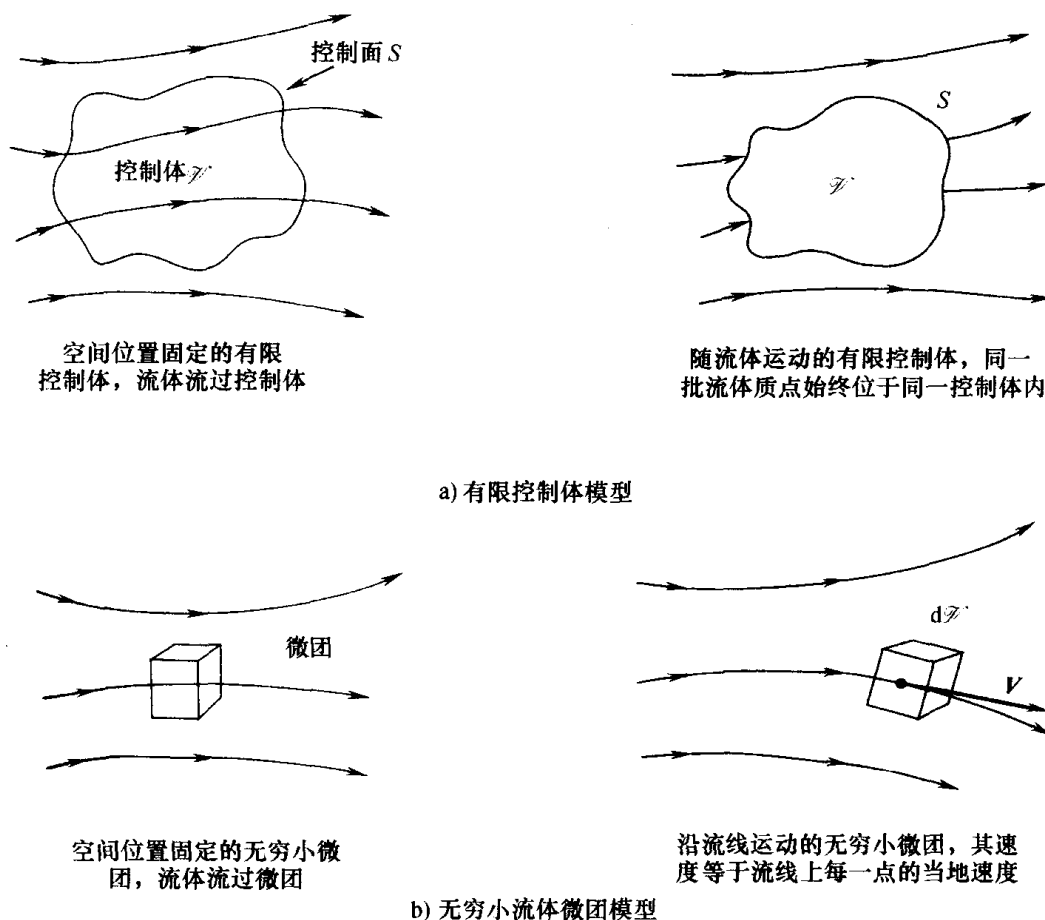 控制面 S
控制体 𝒱
空间位置固定的有限
控制体，流体流过控制体
S
𝒱
随流体运动的有限控制体，同一
批流体质点始终位于同一控制体内
a) 有限控制体模型
微团
空间位置固定的无穷小微
团，流体流过微团
d𝒱
V
沿流线运动的无穷小微团，其速
度等于流线上每一点的当地速度
b) 无穷小流体微团模型